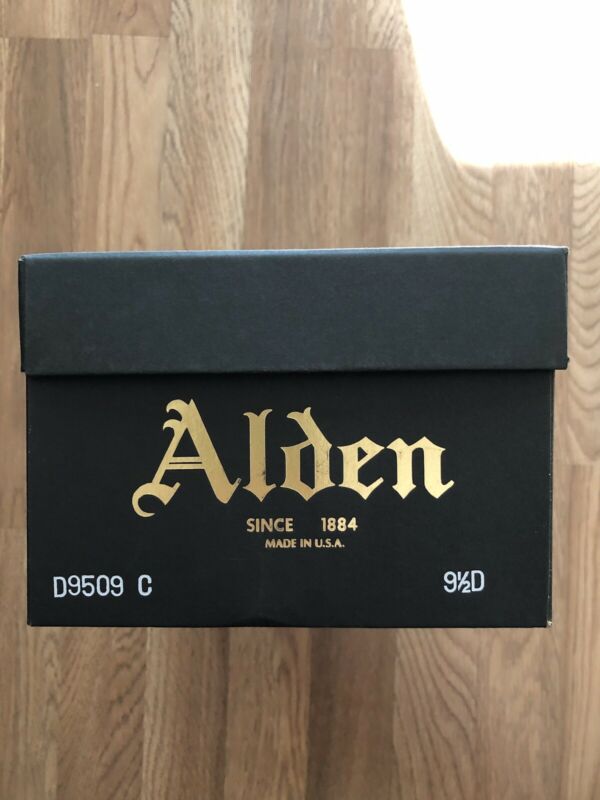 Alden
SINCE 1884
MADE IN U.S.A.
D9509 C 9½D